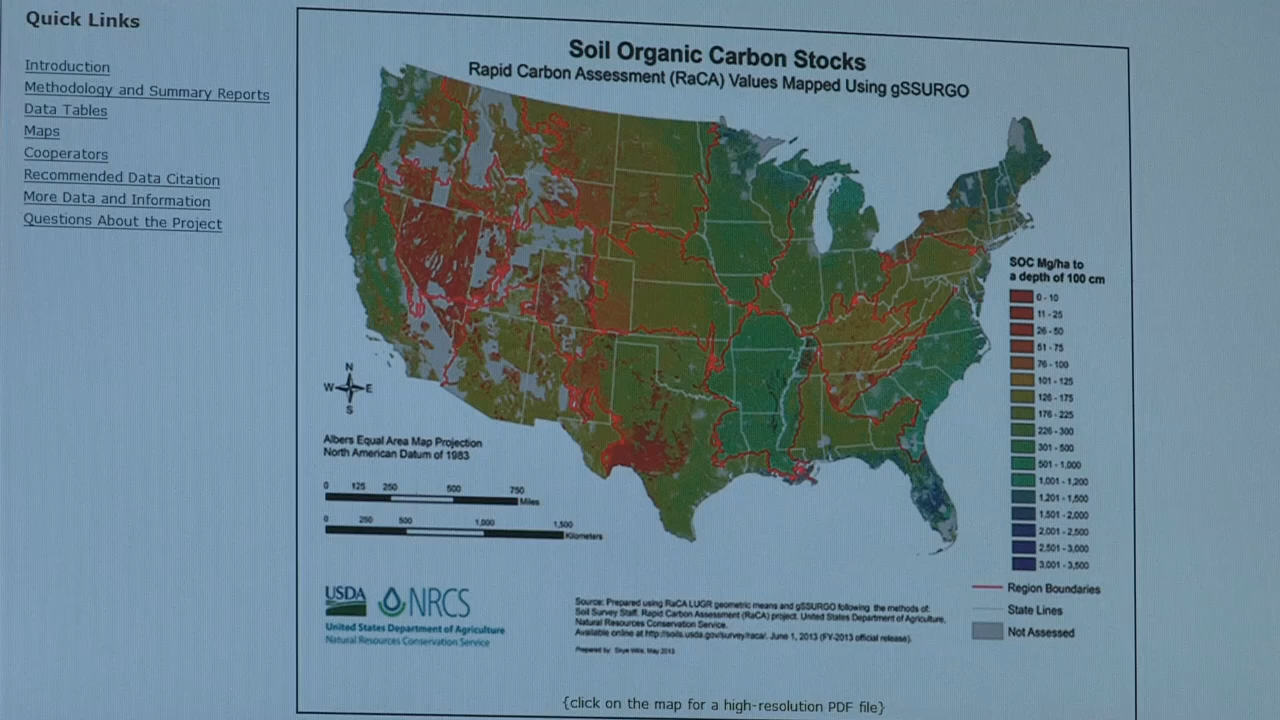 Quick Links
Introduction
Methodology and Summary Reports
Data Tables
Maps
Cooperators
Recommended Data Citation
More Data and Information
Questions About the Project
Soil Organic Carbon Stocks
Rapid Carbon Assessment (RaCA) Values Mapped Using gSSURGO
SOC Mg/ha to
a depth of 100 cm
0 - 10
11 - 25
26 - 50
51 - 75
76 - 100
101 - 125
126 - 175
176 - 225
226 - 300
301 - 500
501 - 1,000
1,001 - 1,200
1,201 - 1,500
1,501 - 2,000
2,001 - 2,500
2,501 - 3,000
3,001 - 3,500
Region Boundaries
State Lines
Not Assessed
N
W E
S
Albers Equal Area Map Projection
North American Datum of 1983
0 125 250 500 750
Miles
0 250 500 1,000 1,500
Kilometers
USDA NRCS
United States Department of Agriculture
Natural Resources Conservation Service
Source: Prepared using RaCA LUGR geometric means and gSSURGO following the methods of:
Soil Survey Staff. Rapid Carbon Assessment (RaCA) project. United States Department of Agriculture,
Natural Resources Conservation Service.
Available online at http://soils.usda.gov/survey/raca/. June 1, 2013 (FY-2013 official release).
Prepared by: Skye Wills, May 2013
{click on the map for a high-resolution PDF file}